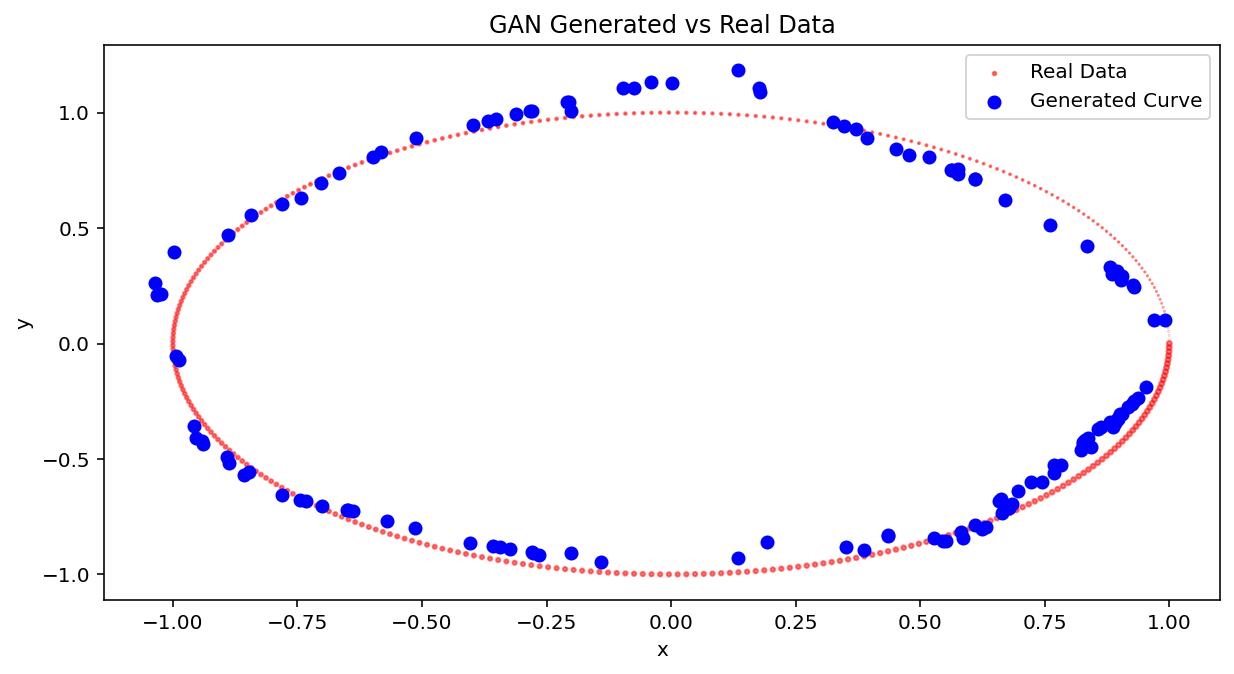 GAN Generated vs Real Data
Real Data
Generated Curve
1.0
0.5
0.0
−0.5
−1.0
y
−1.00 −0.75 −0.50 −0.25 0.00 0.25 0.50 0.75 1.00
x